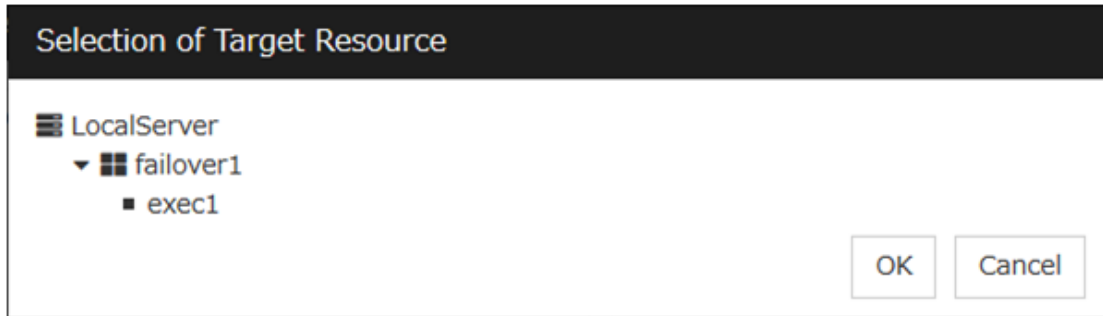 Selection of Target Resource
LocalServer
failover1
exec1
OK Cancel